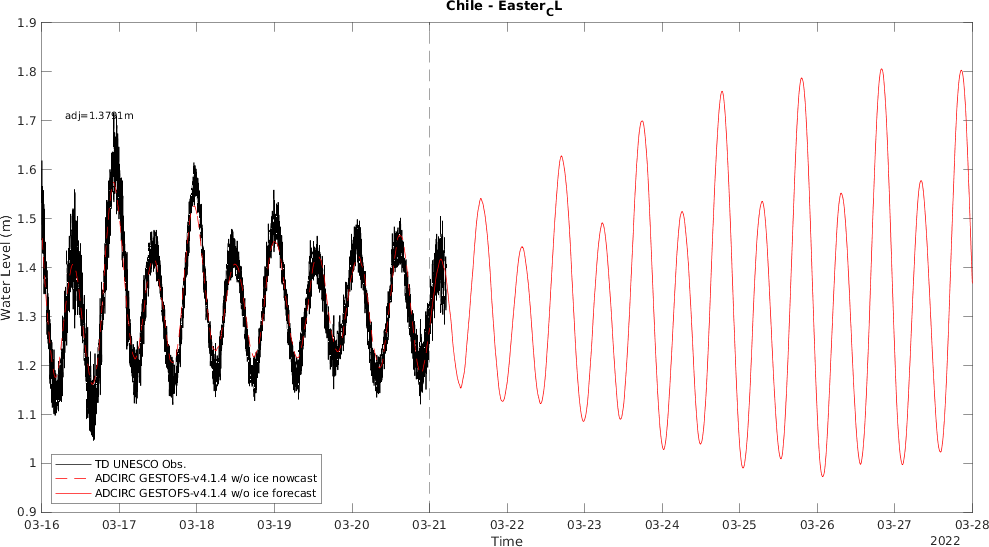 Chile - Easter_CL
1.9
1.8
1.7
1.6
1.5
1.4
1.3
1.2
1.1
1
0.9
Water Level (m)
adj=1.3791m
TD UNESCO Obs.
ADCIRC GESTOFS-v4.1.4 w/o ice nowcast
ADCIRC GESTOFS-v4.1.4 w/o ice forecast
03-16 03-17 03-18 03-19 03-20 03-21 03-22 03-23 03-24 03-25 03-26 03-27 03-28
Time
2022